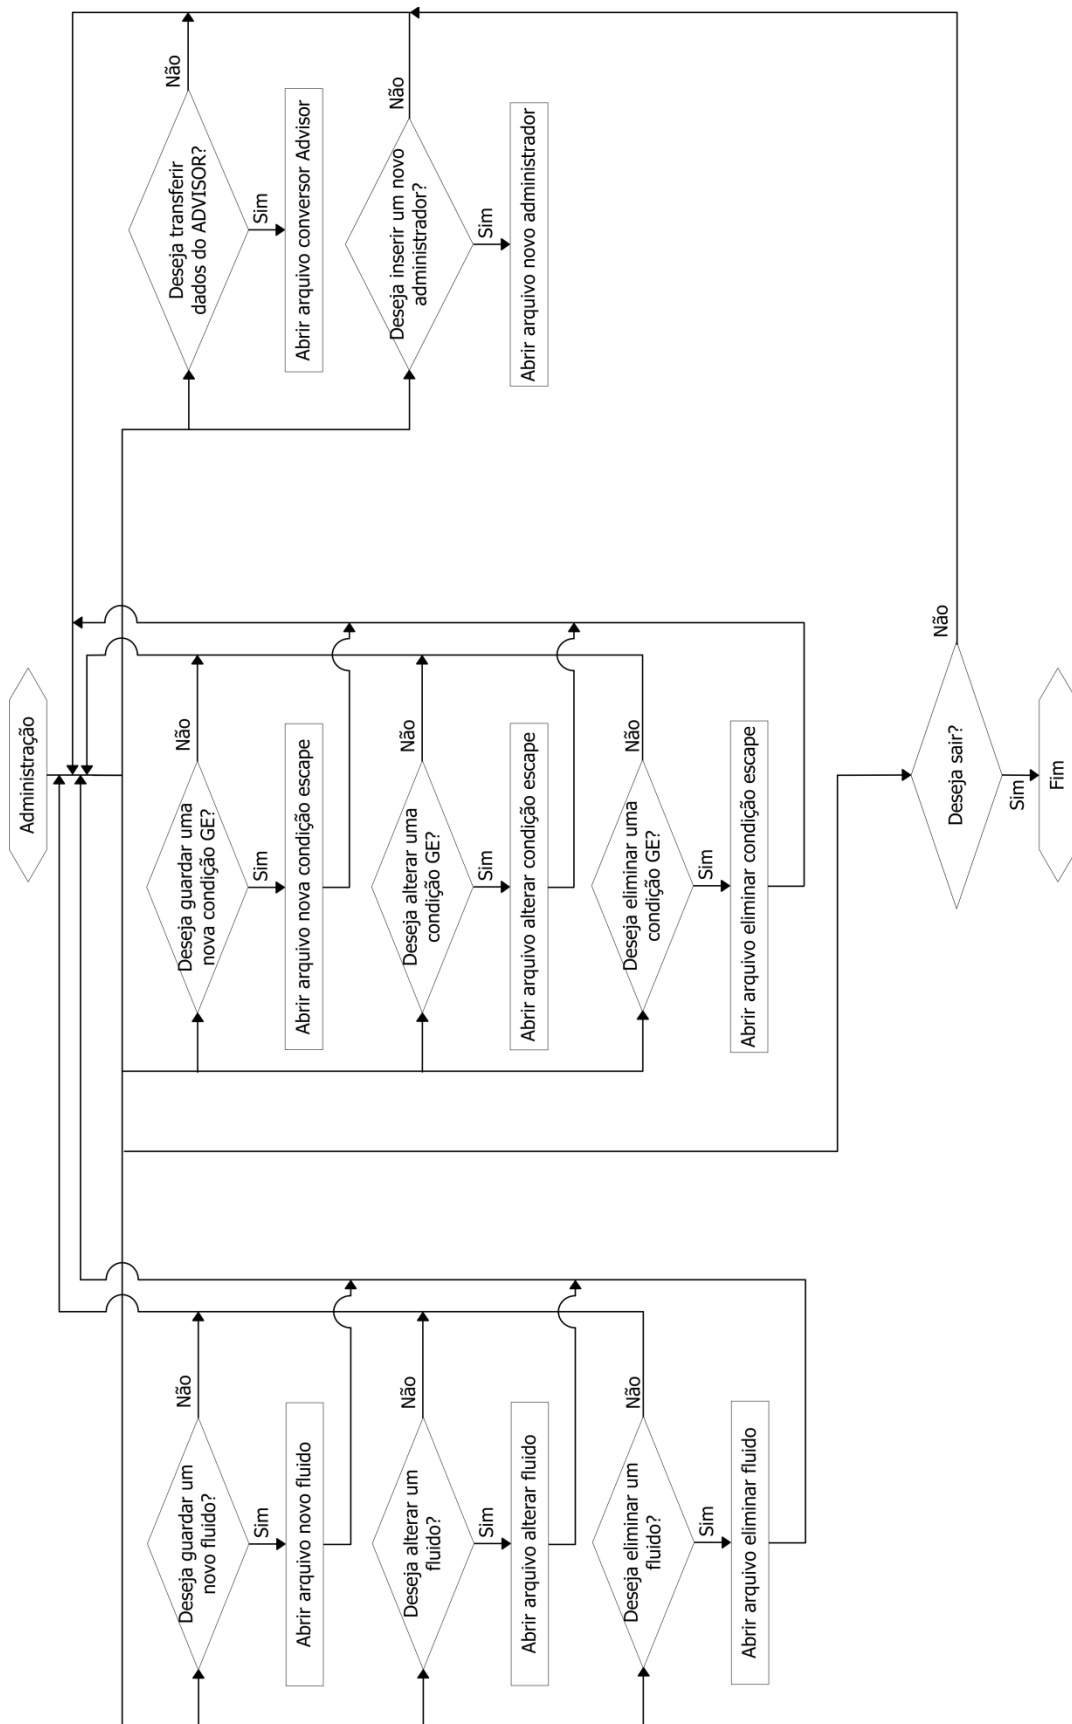 Administração
Deseja guardar um
novo fluido?
Não
Sim
Abrir arquivo novo fluido
Deseja alterar um
fluido?
Não
Sim
Abrir arquivo alterar fluido
Deseja eliminar um
fluido?
Não
Sim
Abrir arquivo eliminar fluido
Deseja guardar uma
nova condição GE?
Não
Sim
Abrir arquivo nova condição escape
Deseja alterar uma
condição GE?
Não
Sim
Abrir arquivo alterar condição escape
Deseja eliminar uma
condição GE?
Não
Sim
Abrir arquivo eliminar condição escape
Deseja transferir
dados do ADVISOR?
Não
Sim
Abrir arquivo conversor Advisor
Deseja inserir um novo
administrador?
Não
Sim
Abrir arquivo novo administrador
Deseja sair?
Não
Sim
Fim